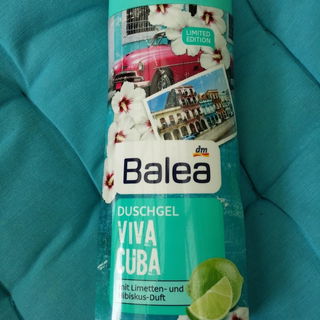 LIMITED
EDITION
dm
Balea
DUSCHGEL
VIVA
CUBA
mit Limetten- und
Hibiskus-Duft